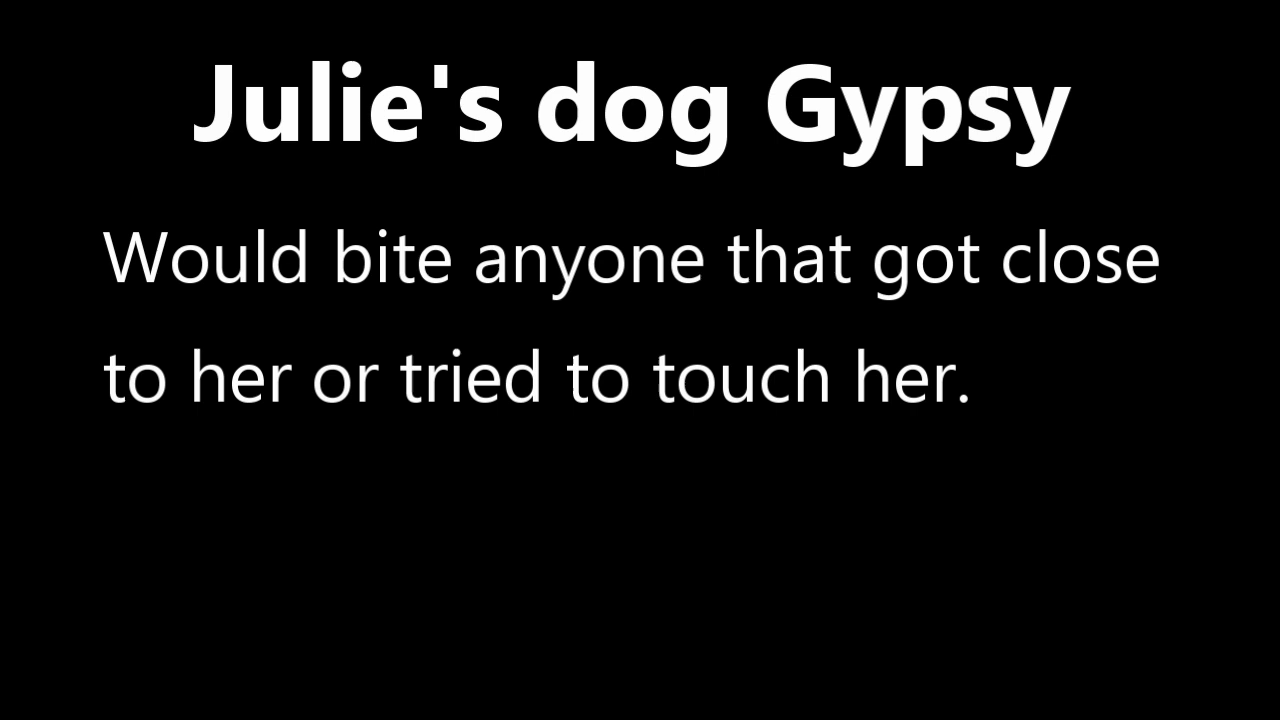 Julie's dog Gypsy
Would bite anyone that got close
to her or tried to touch her.